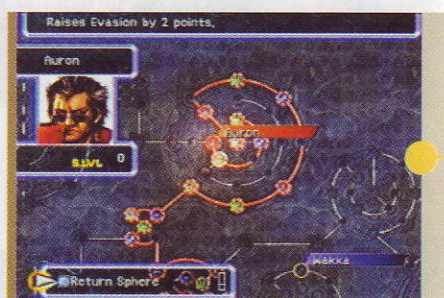 Raises Evasion by 2 points.
Auron
S.LVL 0
Auron
Wakka
Return Sphere